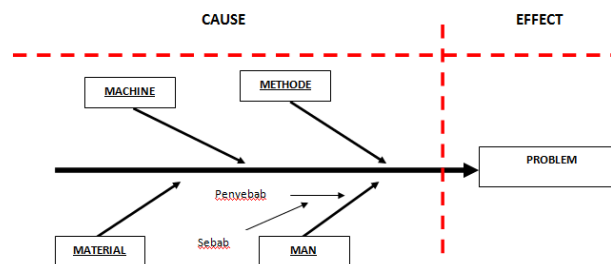 CAUSE
EFFECT
METHODE
MACHINE
PROBLEM
Penyebab
Sebab
MATERIAL
MAN